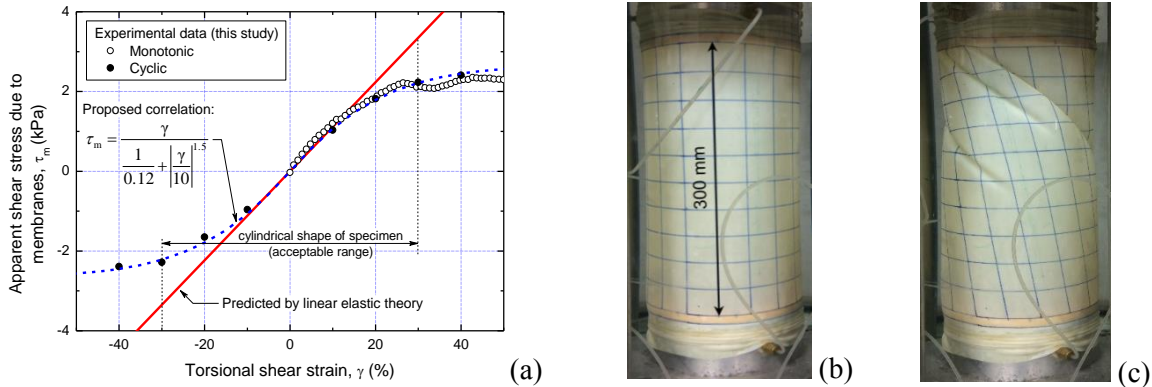 Experimental data (this study)
Monotonic
Cyclic
Proposed correlation:
τm = γ / (1/0.12 + |γ/10|^1.5)
cylindrical shape of specimen
(acceptable range)
Predicted by linear elastic theory
Apparent shear stress due to
membranes, τm (kPa)
4
2
0
-2
-4
-40 -20 0 20 40
Torsional shear strain, γ (%)
(a)
300 mm
(b)
(c)